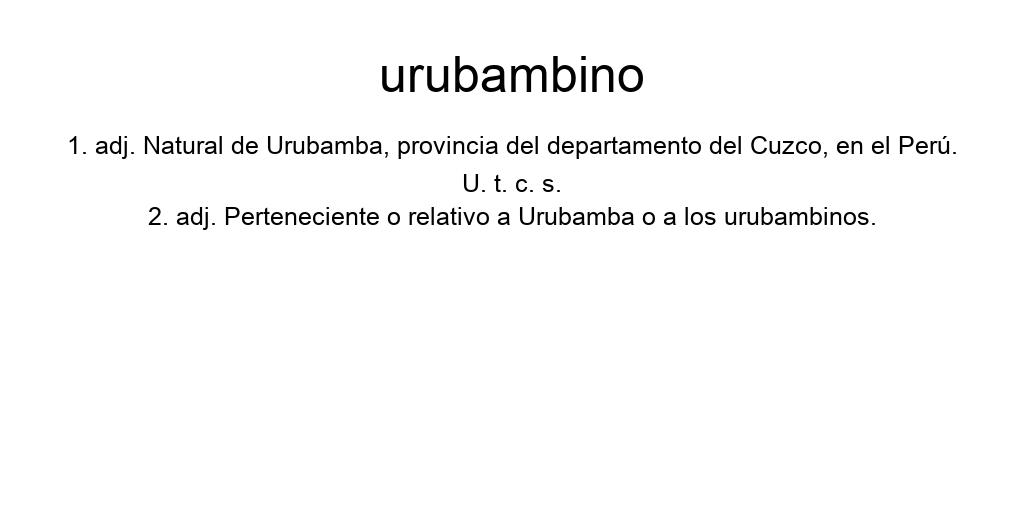 urubambino
1. adj. Natural de Urubamba, provincia del departamento del Cuzco, en el Perú.
U. t. c. s.
2. adj. Perteneciente o relativo a Urubamba o a los urubambinos.